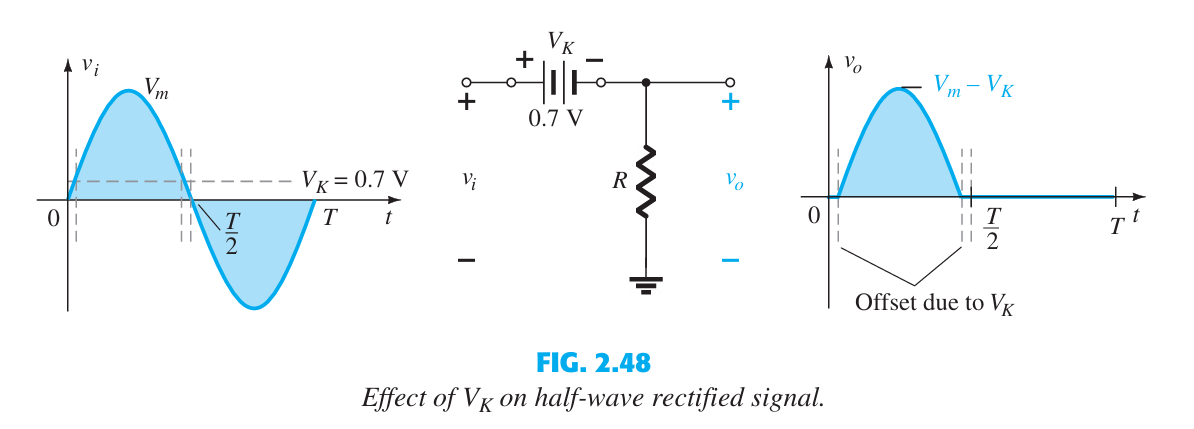 v_i
V_m
V_K = 0.7 V
0
T/2
T
t
V_K
+
−
0.7 V
+
+
v_i
R
v_o
−
−
v_o
V_m − V_K
0
T/2
T
t
Offset due to V_K
FIG. 2.48
Effect of V_K on half-wave rectified signal.